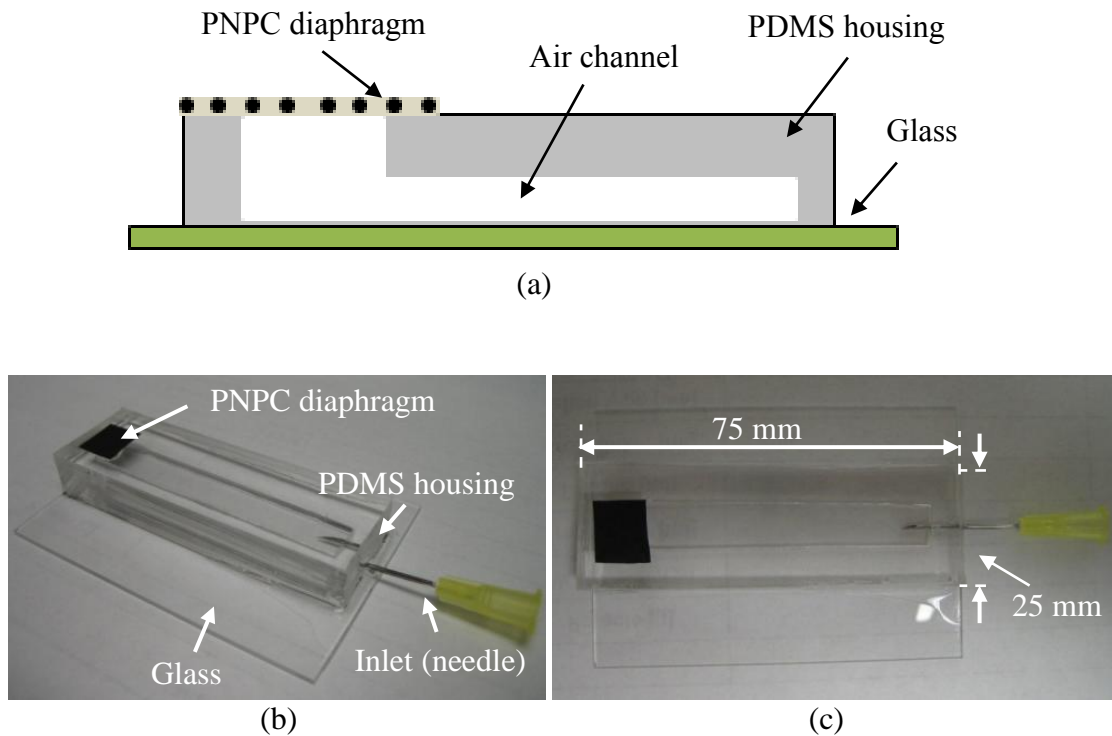 PNPC diaphragm
PDMS housing
Air channel
Glass
(a)
PNPC diaphragm
PDMS housing
Glass
Inlet (needle)
(b)
75 mm
25 mm
(c)